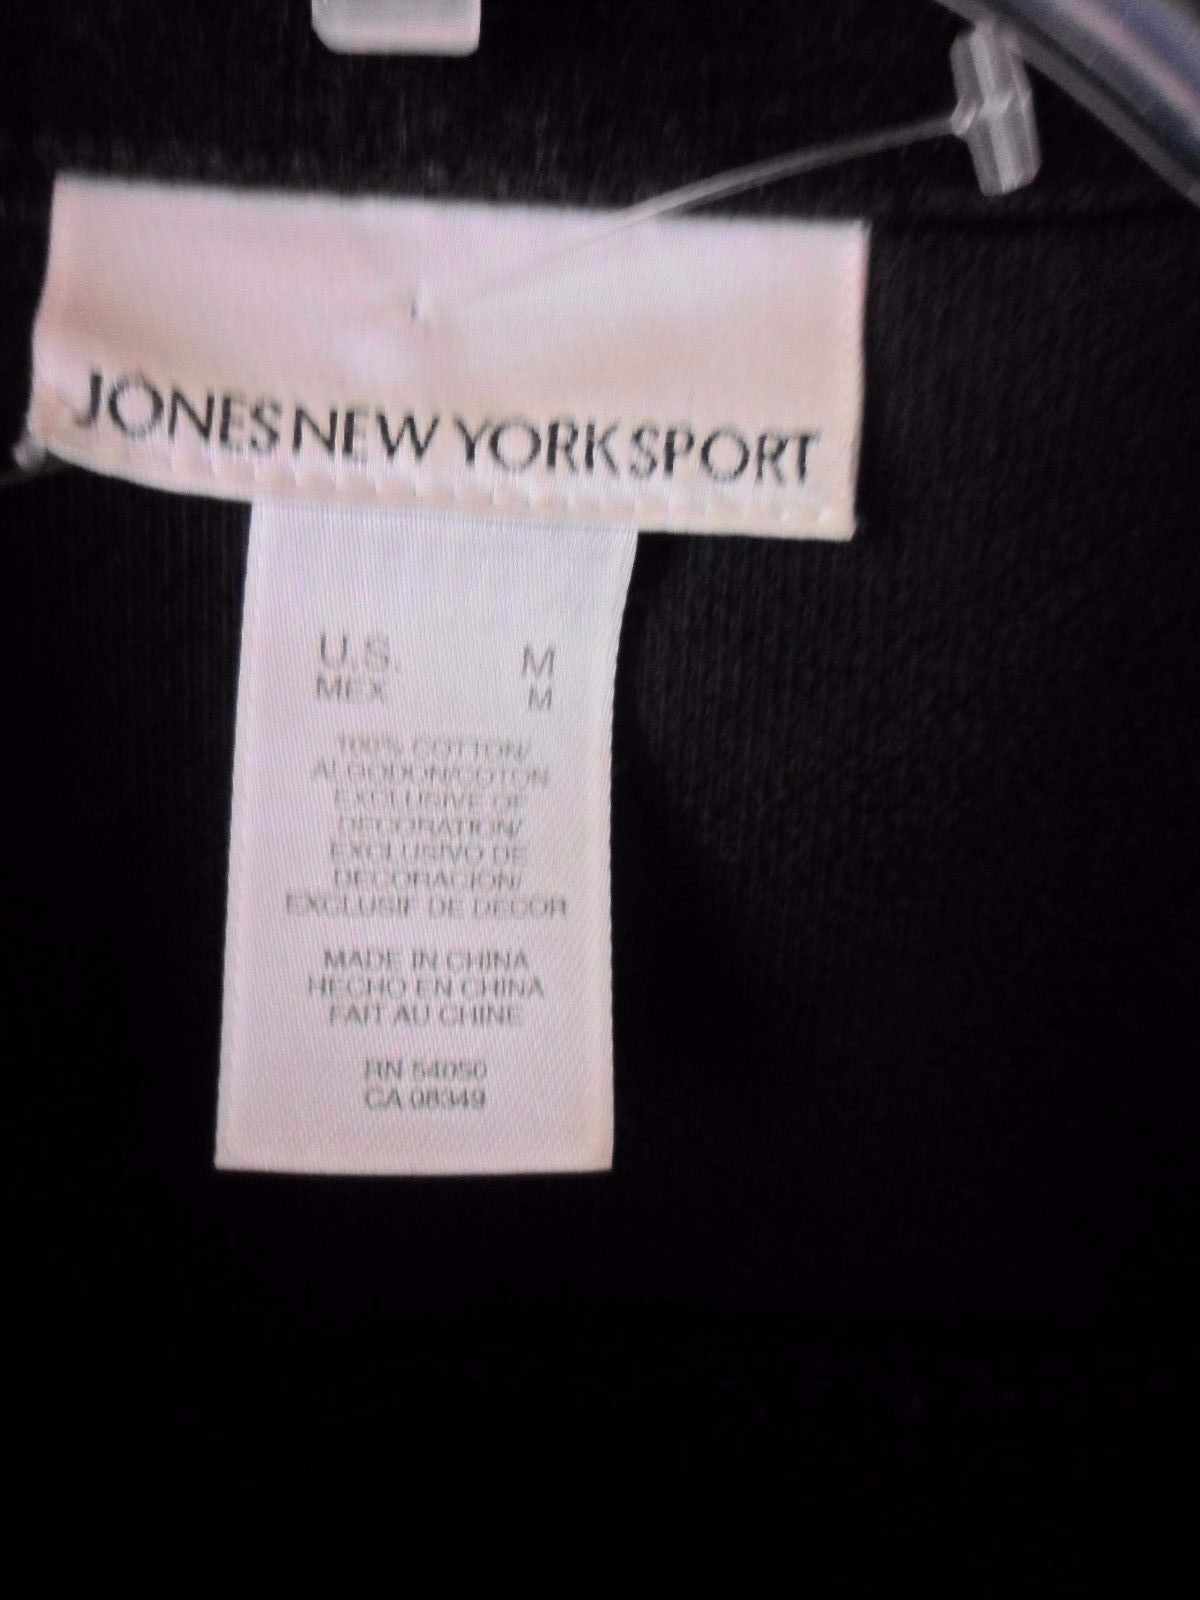 JONES NEW YORK SPORT
U.S. M
MEX M
100% COTTON/
ALGODON/COTON
EXCLUSIVE OF
DECORATION/
EXCLUSIVO DE
DECORACION/
EXCLUSIF DE DECOR
MADE IN CHINA
HECHO EN CHINA
FAIT AU CHINE
RN 54050
CA 08349